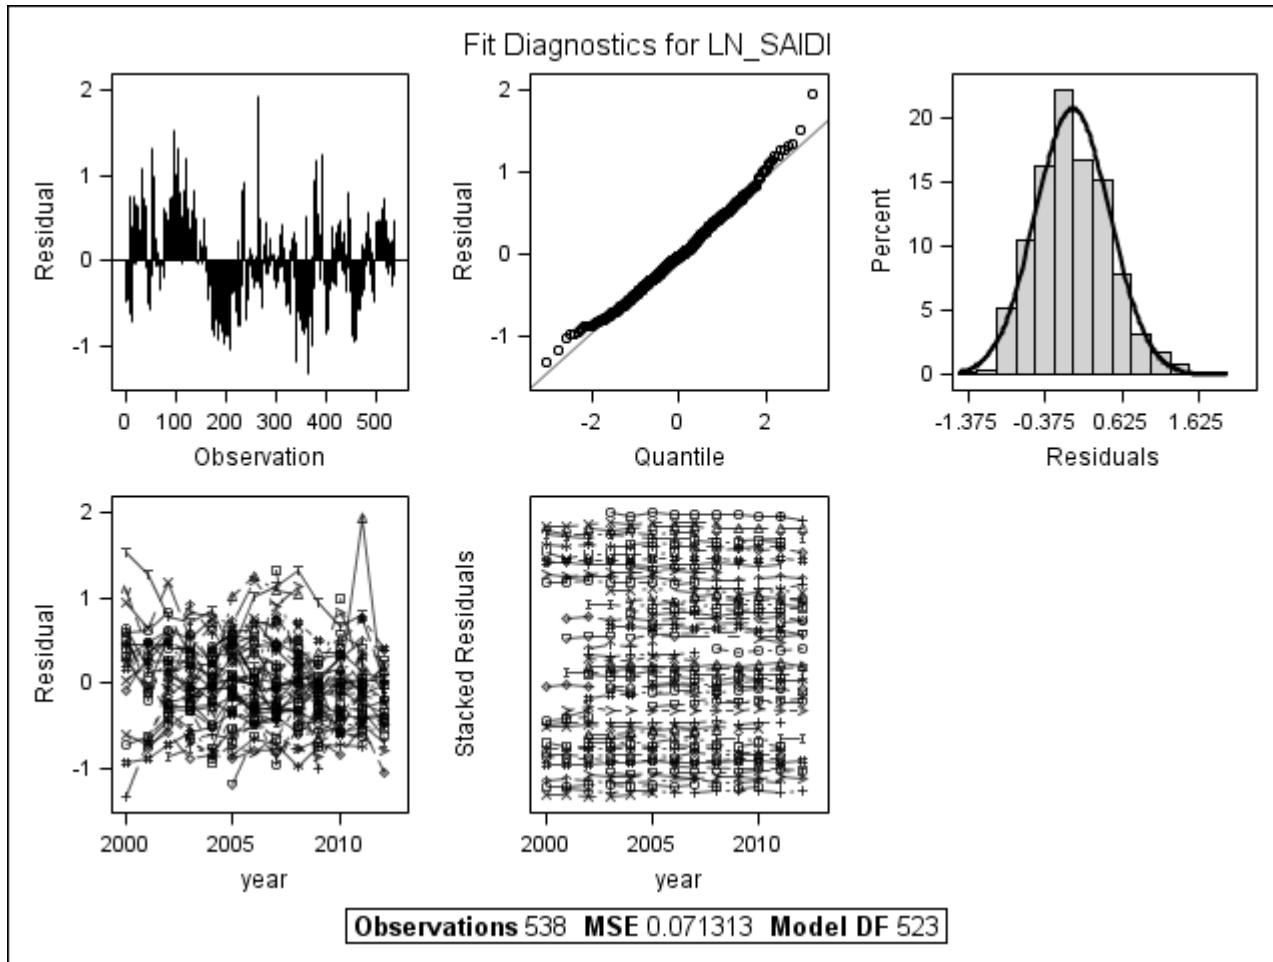 Fit Diagnostics for LN_SAIDI
2
1
0
-1
Residual
0 100 200 300 400 500
Observation
2
1
0
-1
Residual
-2 0 2
Quantile
20
15
10
5
0
Percent
-1.375 -0.375 0.625 1.625
Residuals
2
1
0
-1
Residual
2000 2005 2010
year
Stacked Residuals
2000 2005 2010
year
Observations 538 MSE 0.071313 Model DF 523